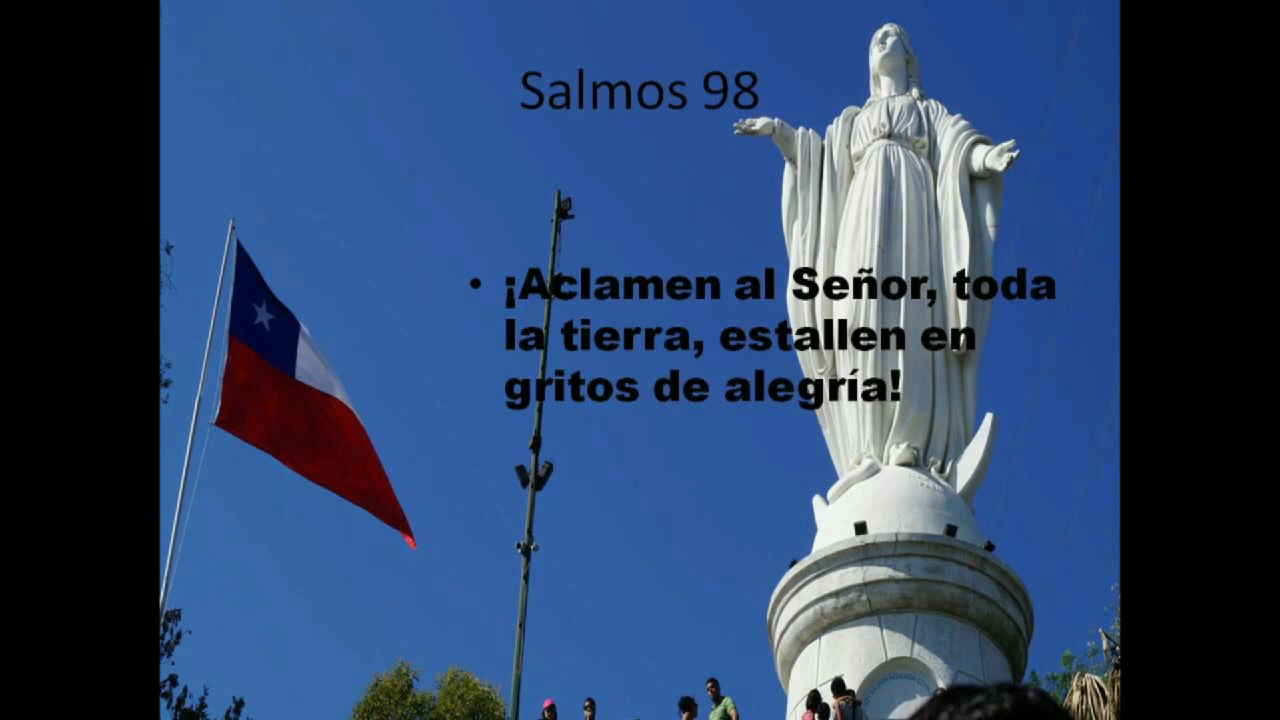 Salmos 98
• ¡Aclamen al Señor, toda
la tierra, estallen en
gritos de alegría!